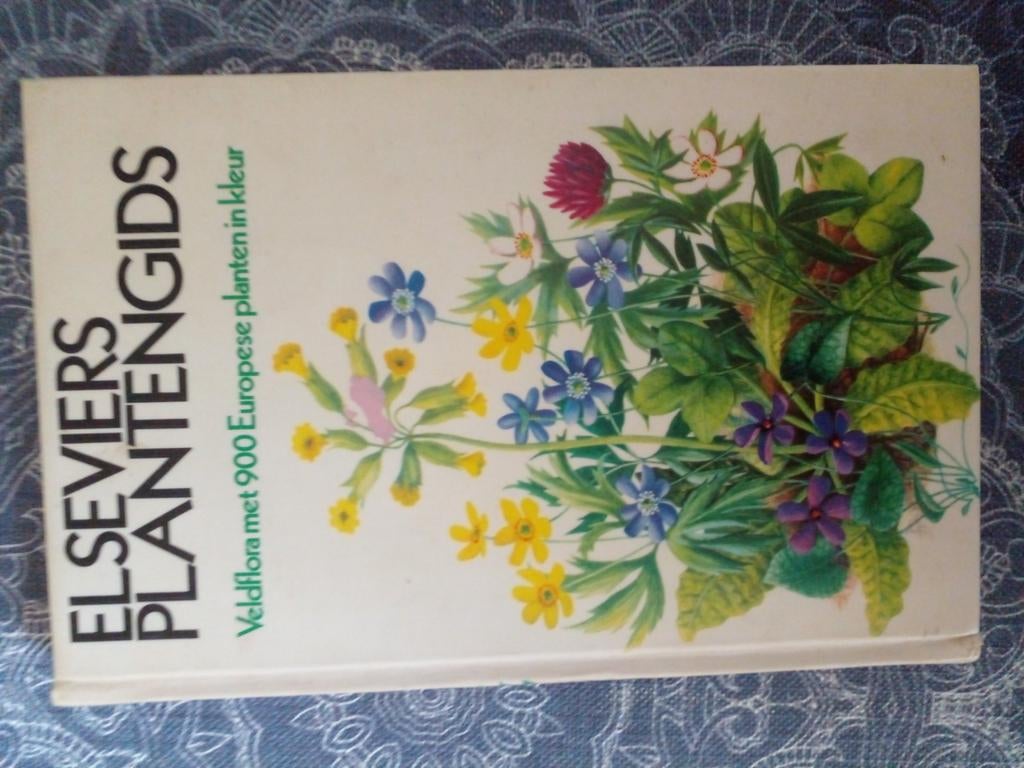 ELSEVIERS
PLANTENGIDS
Veldflora met 900 Europese planten in kleur